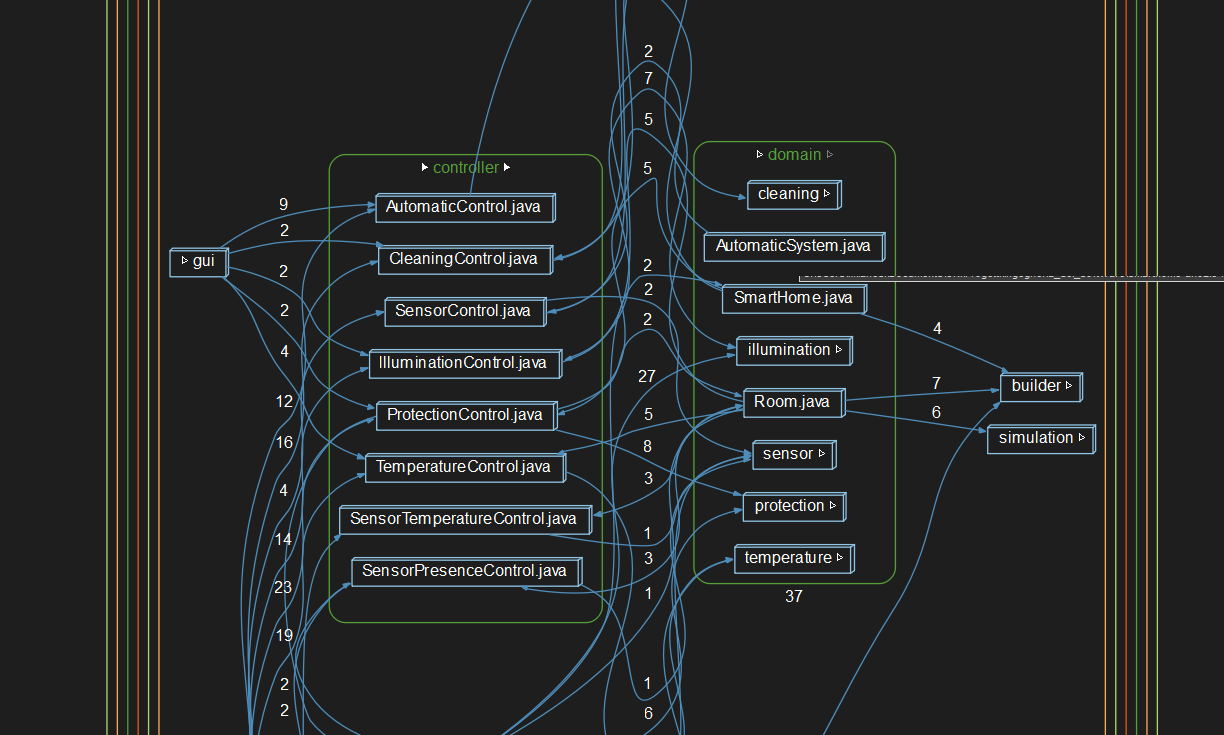 2
7
5
controller
domain
5
cleaning
9
AutomaticControl.java
2
AutomaticSystem.java
gui
CleaningControl.java
2
2
SmartHome.java
2
2
SensorControl.java
2
4
4
illumination
IlluminationControl.java
27
7
builder
12
Room.java
5
6
ProtectionControl.java
16
8
sensor
simulation
TemperatureControl.java
3
4
protection
SensorTemperatureControl.java
14
1
3
temperature
SensorPresenceControl.java
23
1
37
19
2
1
2
6